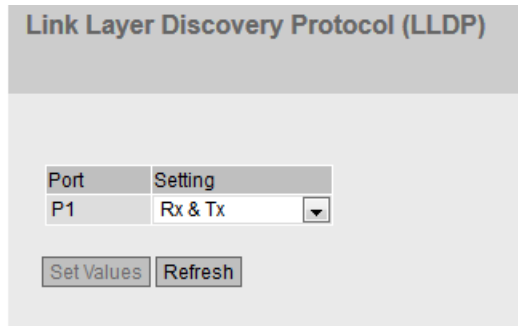 Link Layer Discovery Protocol (LLDP)
Port Setting
P1 Rx & Tx
Set Values Refresh